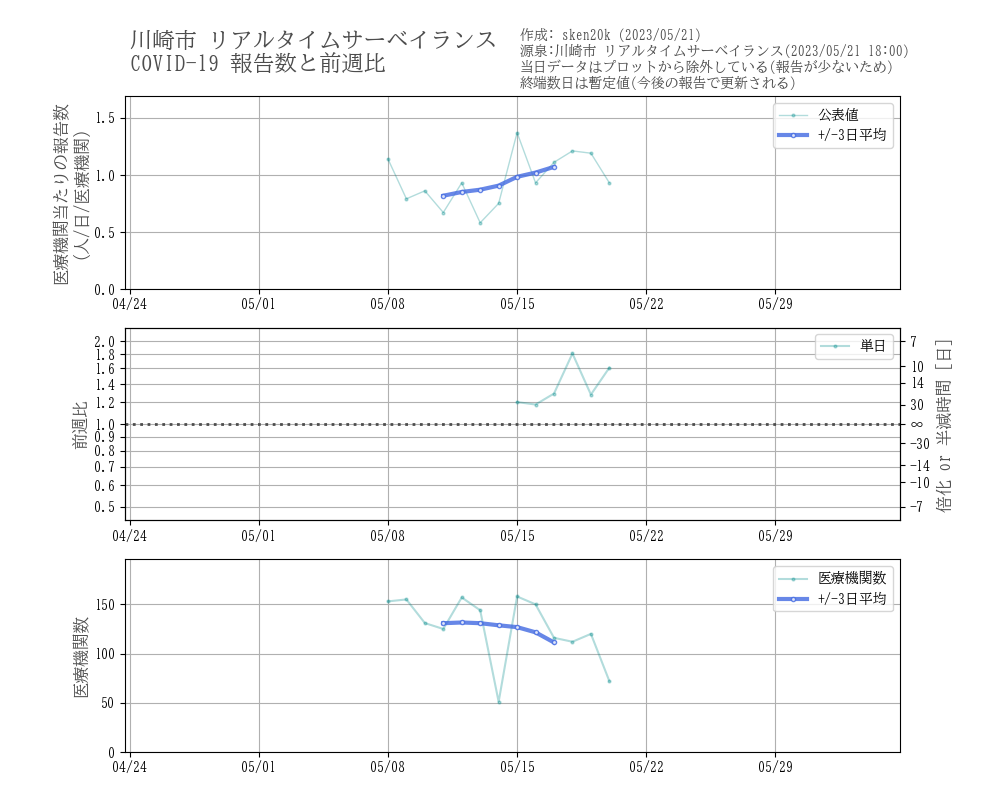 川崎市 リアルタイムサーベイランス
COVID-19 報告数と前週比
作成: sken20k (2023/05/21)
源泉:川崎市 リアルタイムサーベイランス(2023/05/21 18:00)
当日データはプロットから除外している(報告が少ないため)
終端数日は暫定値(今後の報告で更新される)
医療機関当たりの報告数
(人/日/医療機関)
1.5
1.0
0.5
0.0
公表値
+/-3日平均
04/24 05/01 05/08 05/15 05/22 05/29
前週比
2.0
1.8
1.6
1.4
1.2
1.0
0.9
0.8
0.7
0.6
0.5
単日
7
10
14
30
∞
-30
-14
-10
-7
倍化 or 半減時間 [日]
04/24 05/01 05/08 05/15 05/22 05/29
医療機関数
150
100
50
0
医療機関数
+/-3日平均
04/24 05/01 05/08 05/15 05/22 05/29